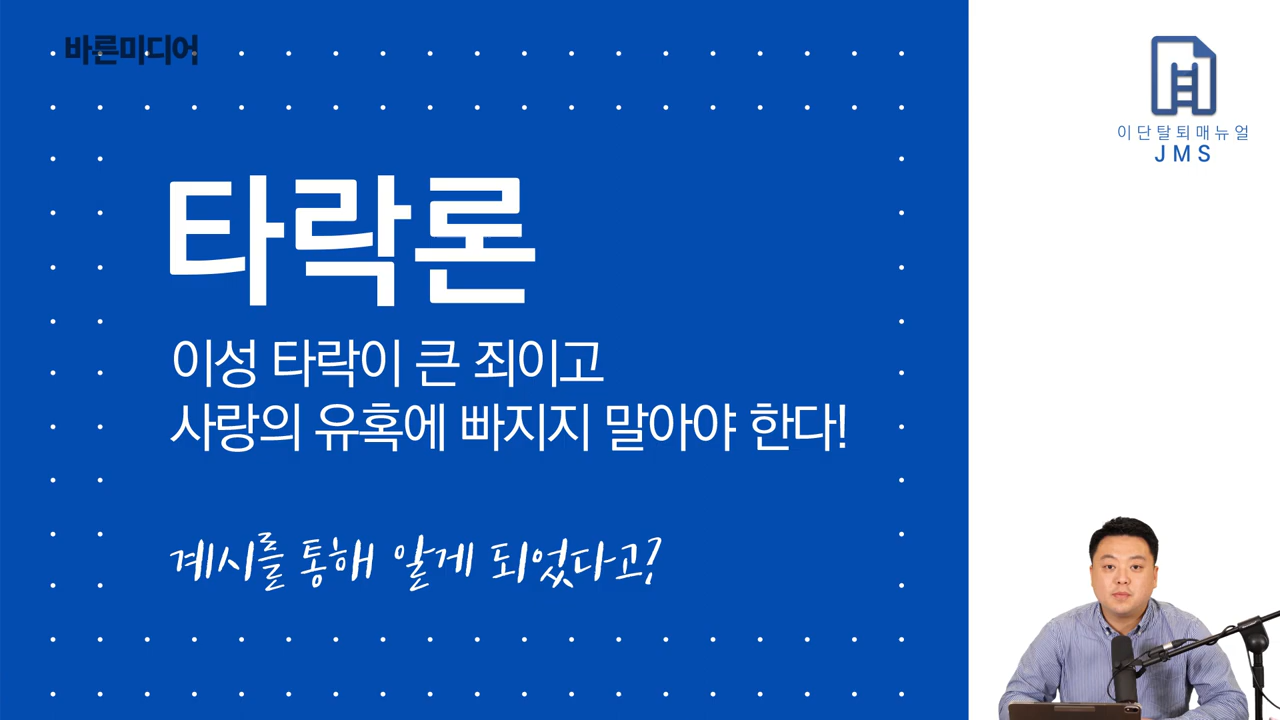 바른미디어
이단탈퇴매뉴얼
JMS
타락론
이성 타락이 큰 죄이고
사랑의 유혹에 빠지지 말아야 한다!
계시를 통해 알게 되었다고?